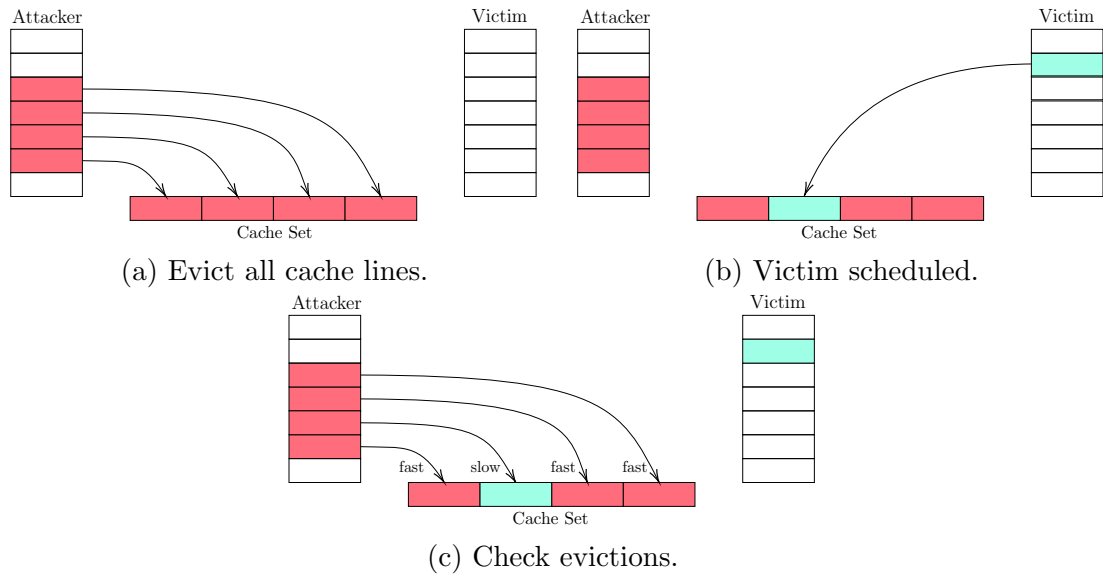 Attacker
Victim
Attacker
Victim
Cache Set
Cache Set
(a) Evict all cache lines.
(b) Victim scheduled.
Attacker
Victim
fast
slow
fast
fast
Cache Set
(c) Check evictions.